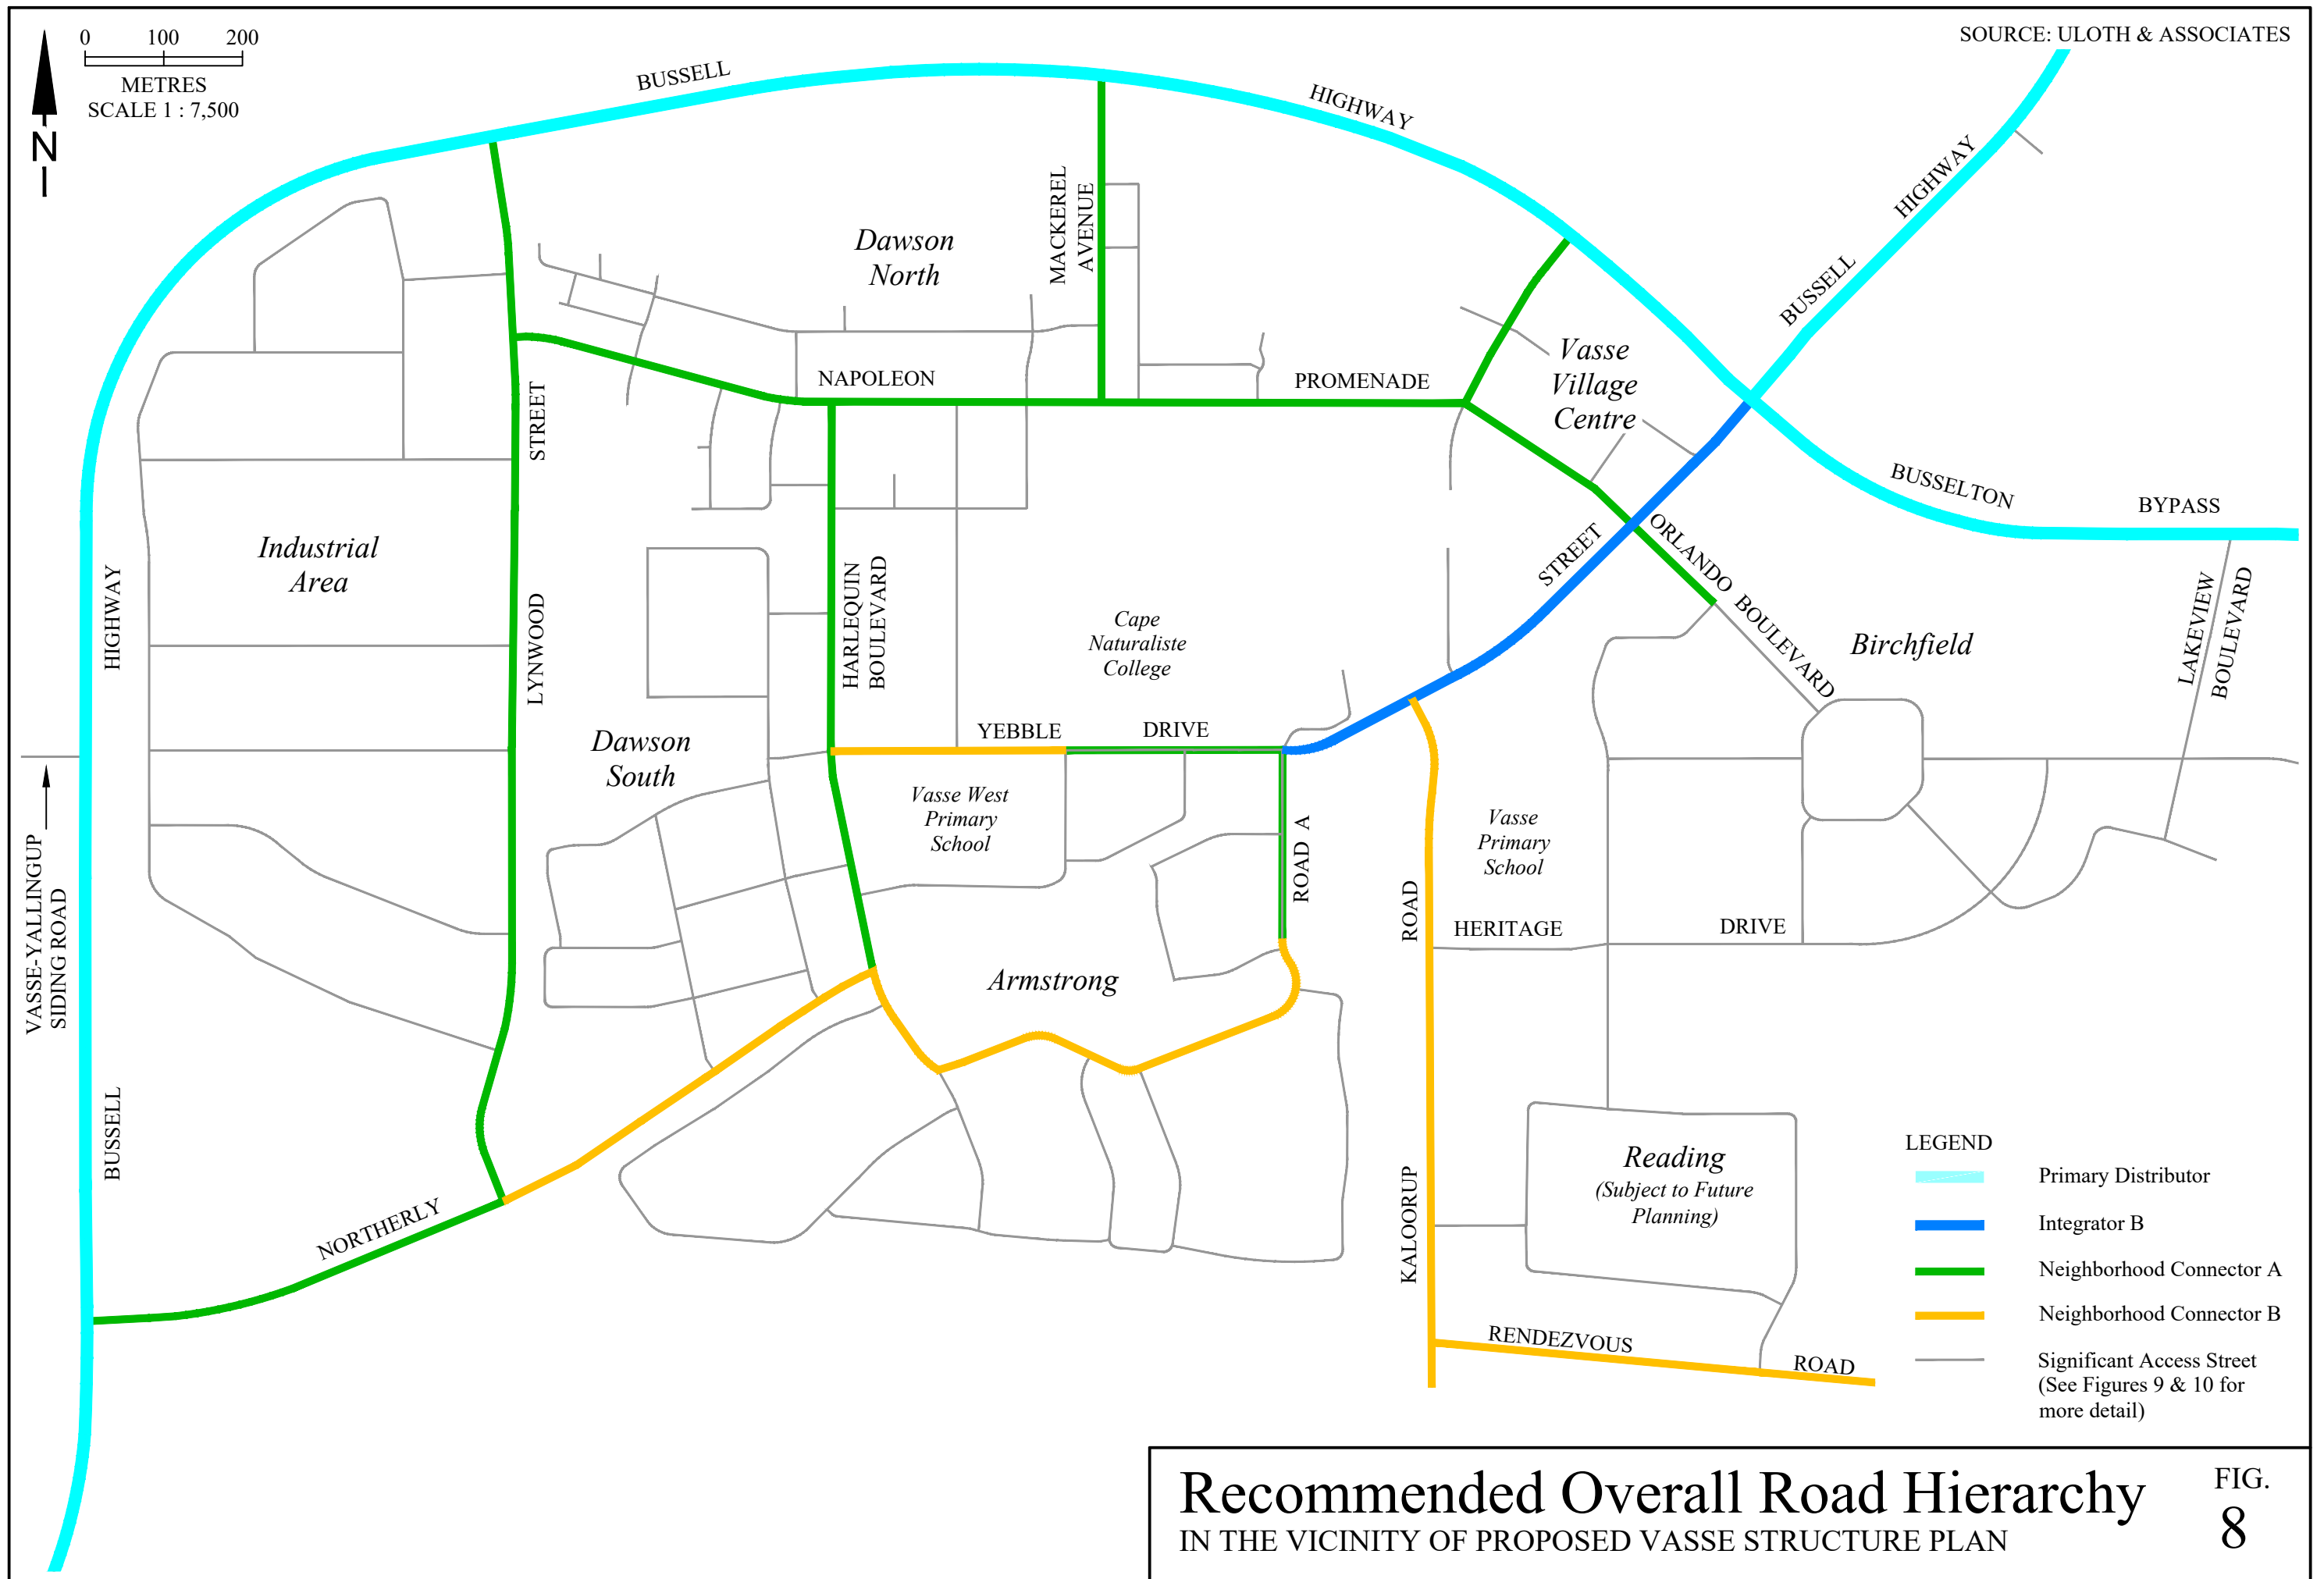 0 100 200
METRES
SCALE 1 : 7,500
N
SOURCE: ULOTH & ASSOCIATES
BUSSELL
HIGHWAY
HIGHWAY
BUSSELL
MACKEREL
AVENUE
Dawson
North
Vasse
Village
Centre
NAPOLEON
PROMENADE
STREET
BUSSELTON
BYPASS
Industrial
Area
HIGHWAY
LYNWOOD
HARLEQUIN
BOULEVARD
Cape
Naturaliste
College
STREET
ORLANDO BOULEVARD
Birchfield
LAKEVIEW
BOULEVARD
Dawson
South
YEBBLE
DRIVE
Vasse West
Primary
School
ROAD A
Vasse
Primary
School
VASSE-YALLINGUP
SIDING ROAD
ROAD
HERITAGE
DRIVE
Armstrong
BUSSELL
NORTHERLY
KALOORUP
Reading
(Subject to Future
Planning)
RENDEZVOUS
ROAD
LEGEND
Primary Distributor
Integrator B
Neighborhood Connector A
Neighborhood Connector B
Significant Access Street
(See Figures 9 & 10 for
more detail)
Recommended Overall Road Hierarchy
IN THE VICINITY OF PROPOSED VASSE STRUCTURE PLAN
FIG.
8